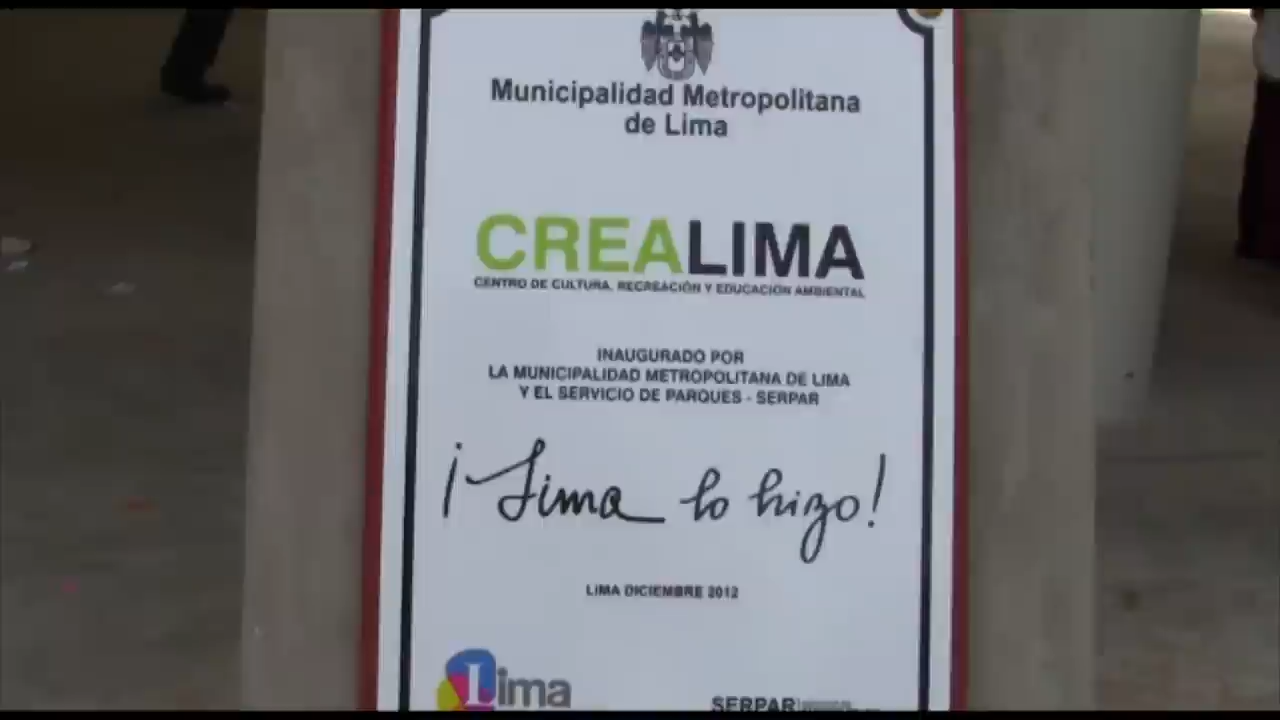 Municipalidad Metropolitana
de Lima
CREALIMA
CENTRO DE CULTURA, RECREACIÓN Y EDUCACIÓN AMBIENTAL
INAUGURADO POR
LA MUNICIPALIDAD METROPOLITANA DE LIMA
Y EL SERVICIO DE PARQUES - SERPAR
¡Lima lo hizo!
LIMA DICIEMBRE 2012
Lima
SERPAR